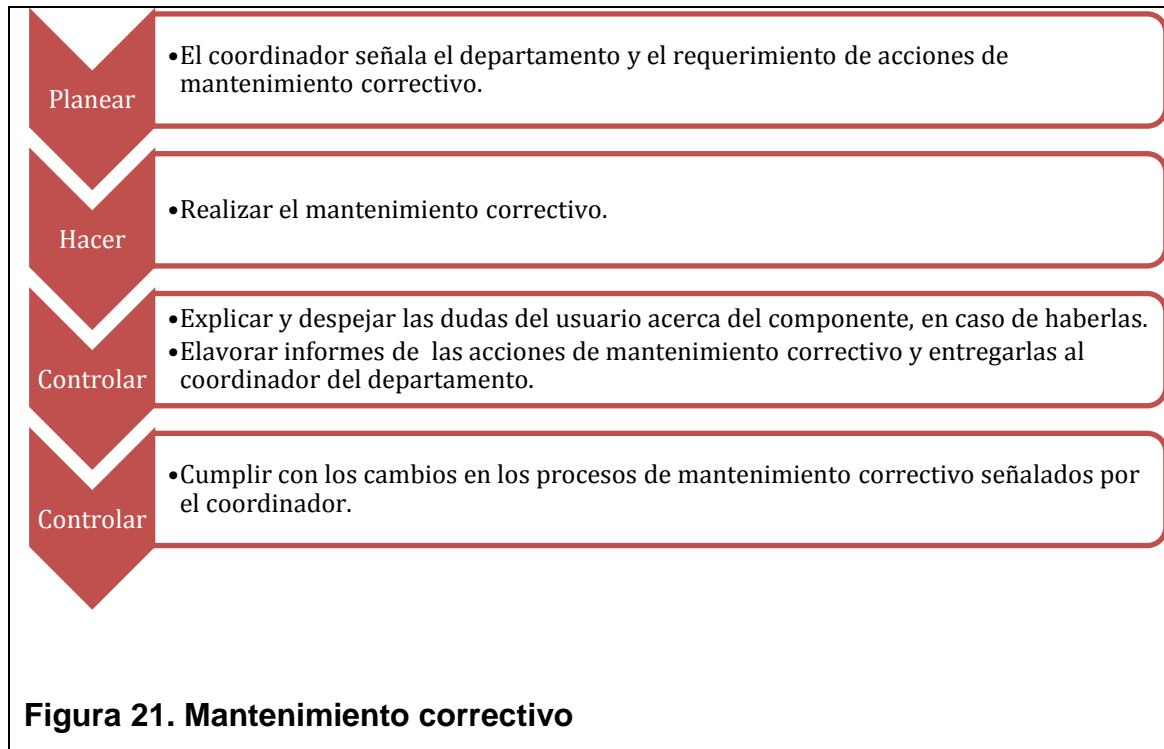 Planear
•El coordinador señala el departamento y el requerimiento de acciones de
mantenimiento correctivo.
Hacer
•Realizar el mantenimiento correctivo.
Controlar
•Explicar y despejar las dudas del usuario acerca del componente, en caso de haberlas.
•Elavorar informes de  las acciones de mantenimiento correctivo y entregarlas al
coordinador del departamento.
Controlar
•Cumplir con los cambios en los procesos de mantenimiento correctivo señalados por
el coordinador.
Figura 21. Mantenimiento correctivo